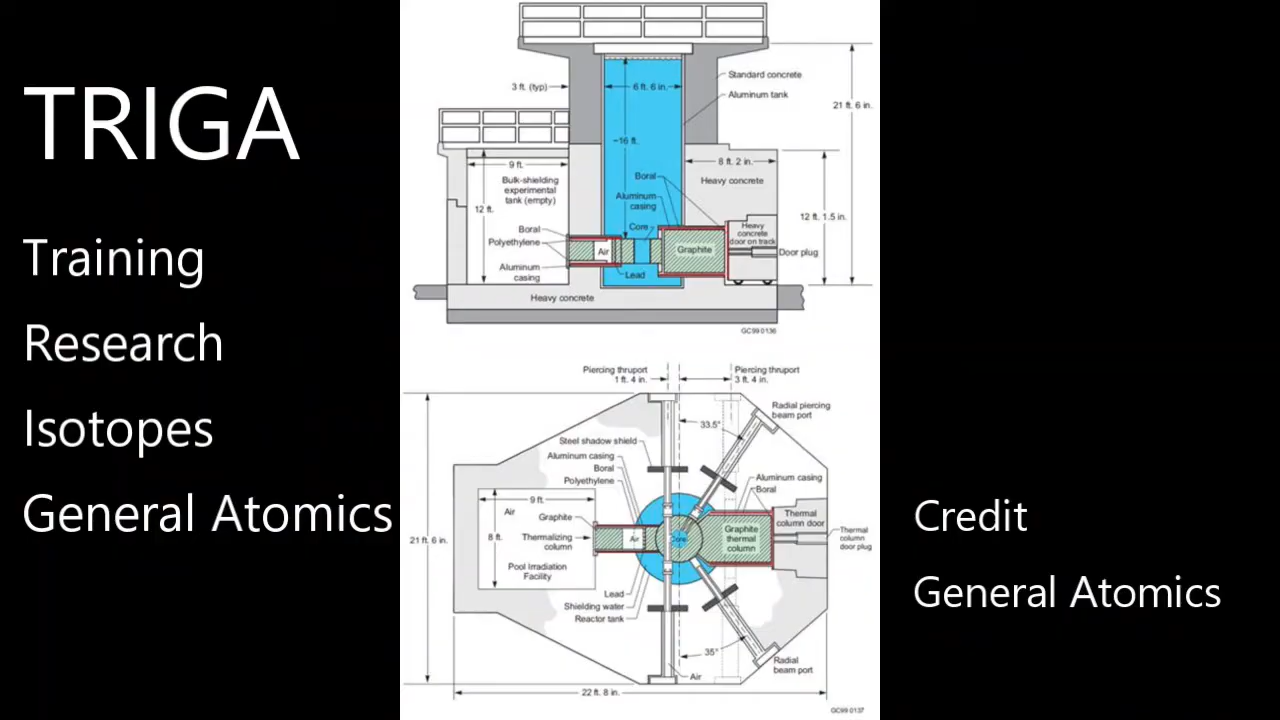 TRIGA
Training
Research
Isotopes
General Atomics
3 ft. (typ)
6 ft. 6 in.
Standard concrete
Aluminum tank
21 ft. 6 in.
~16 ft.
9 ft.
8 ft. 2 in.
Bulk-shielding
experimental
tank (empty)
Boral
Heavy concrete
Aluminum
casing
12 ft.
12 ft. 1.5 in.
Boral
Core
Heavy
concrete
door on track
Polyethylene
Air
Graphite
Door plug
Aluminum
casing
Lead
Heavy concrete
GC99 0136
Piercing thruport
1 ft. 4 in.
Piercing thruport
3 ft. 4 in.
Radial piercing
beam port
33.5°
Steel shadow shield
Aluminum casing
Boral
Polyethylene
Aluminum casing
Boral
9 ft.
Air
Graphite
Thermal
column door
21 ft. 6 in.
8 ft.
Thermalizing
column
Air
Core
Graphite
thermal
column
Thermal
column
door plug
Pool Irradiation
Facility
Lead
Shielding water
Reactor tank
35°
Radial
beam port
Air
22 ft. 8 in.
GC99 0137
Credit
General Atomics